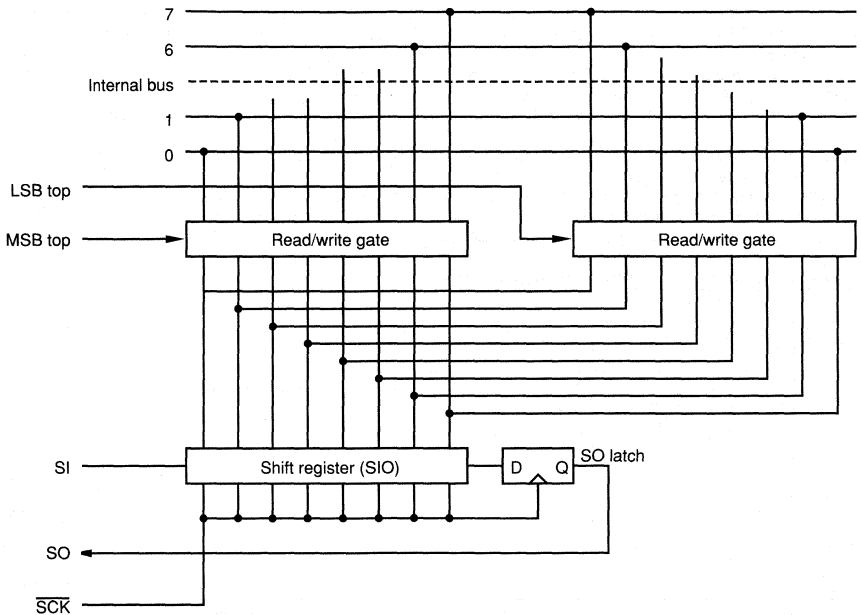 7
6
Internal bus
1
0
LSB top
MSB top
Read/write gate
Read/write gate
SI
Shift register (SIO)
D Q
SO latch
SO
SCK